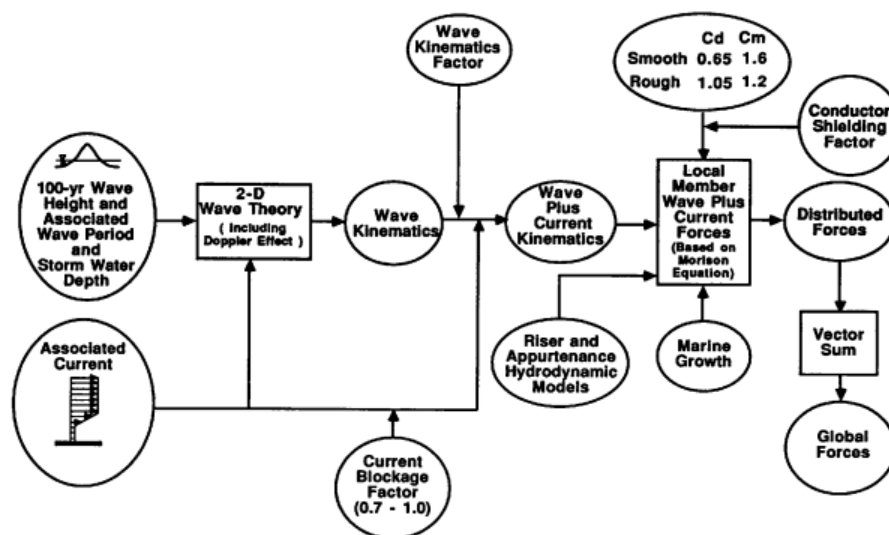 Wave
Kinematics
Factor
Cd Cm
Smooth 0.65 1.6
Rough 1.05 1.2
Conductor
Shielding
Factor
100-yr Wave
Height and
Associated
Wave Period
and
Storm Water
Depth
2-D
Wave Theory
( Including
Doppler Effect )
Wave
Kinematics
Wave
Plus
Current
Kinematics
Local
Member
Wave Plus
Current
Forces
(Based on
Morison
Equation)
Distributed
Forces
Associated
Current
Riser and
Appurtenance
Hydrodynamic
Models
Marine
Growth
Vector
Sum
Current
Blockage
Factor
(0.7 - 1.0)
Global
Forces